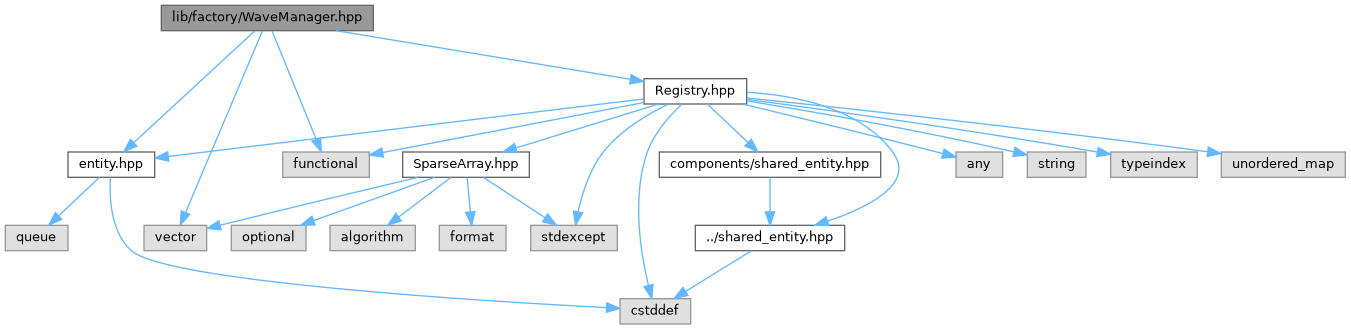 lib/factory/WaveManager.hpp
Registry.hpp
entity.hpp
functional
SparseArray.hpp
components/shared_entity.hpp
any
string
typeindex
unordered_map
queue
vector
optional
algorithm
format
stdexcept
../shared_entity.hpp
cstddef